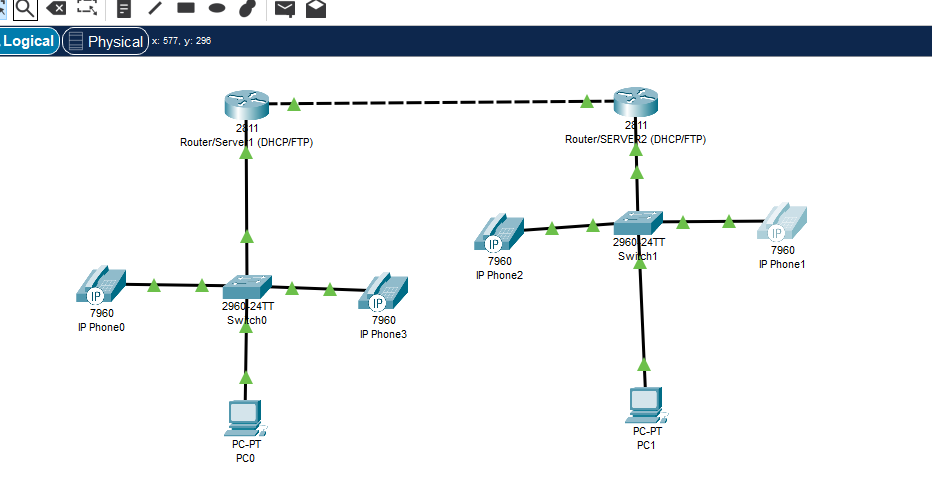 Logical
Physical
x: 577, y: 296
2811
Router/Server1 (DHCP/FTP)
2811
Router/SERVER2 (DHCP/FTP)
IP
7960
IP Phone0
2960-24TT
Switch0
IP
7960
IP Phone3
PC-PT
PC0
IP
7960
IP Phone2
2960-24TT
Switch1
IP
7960
IP Phone1
PC-PT
PC1